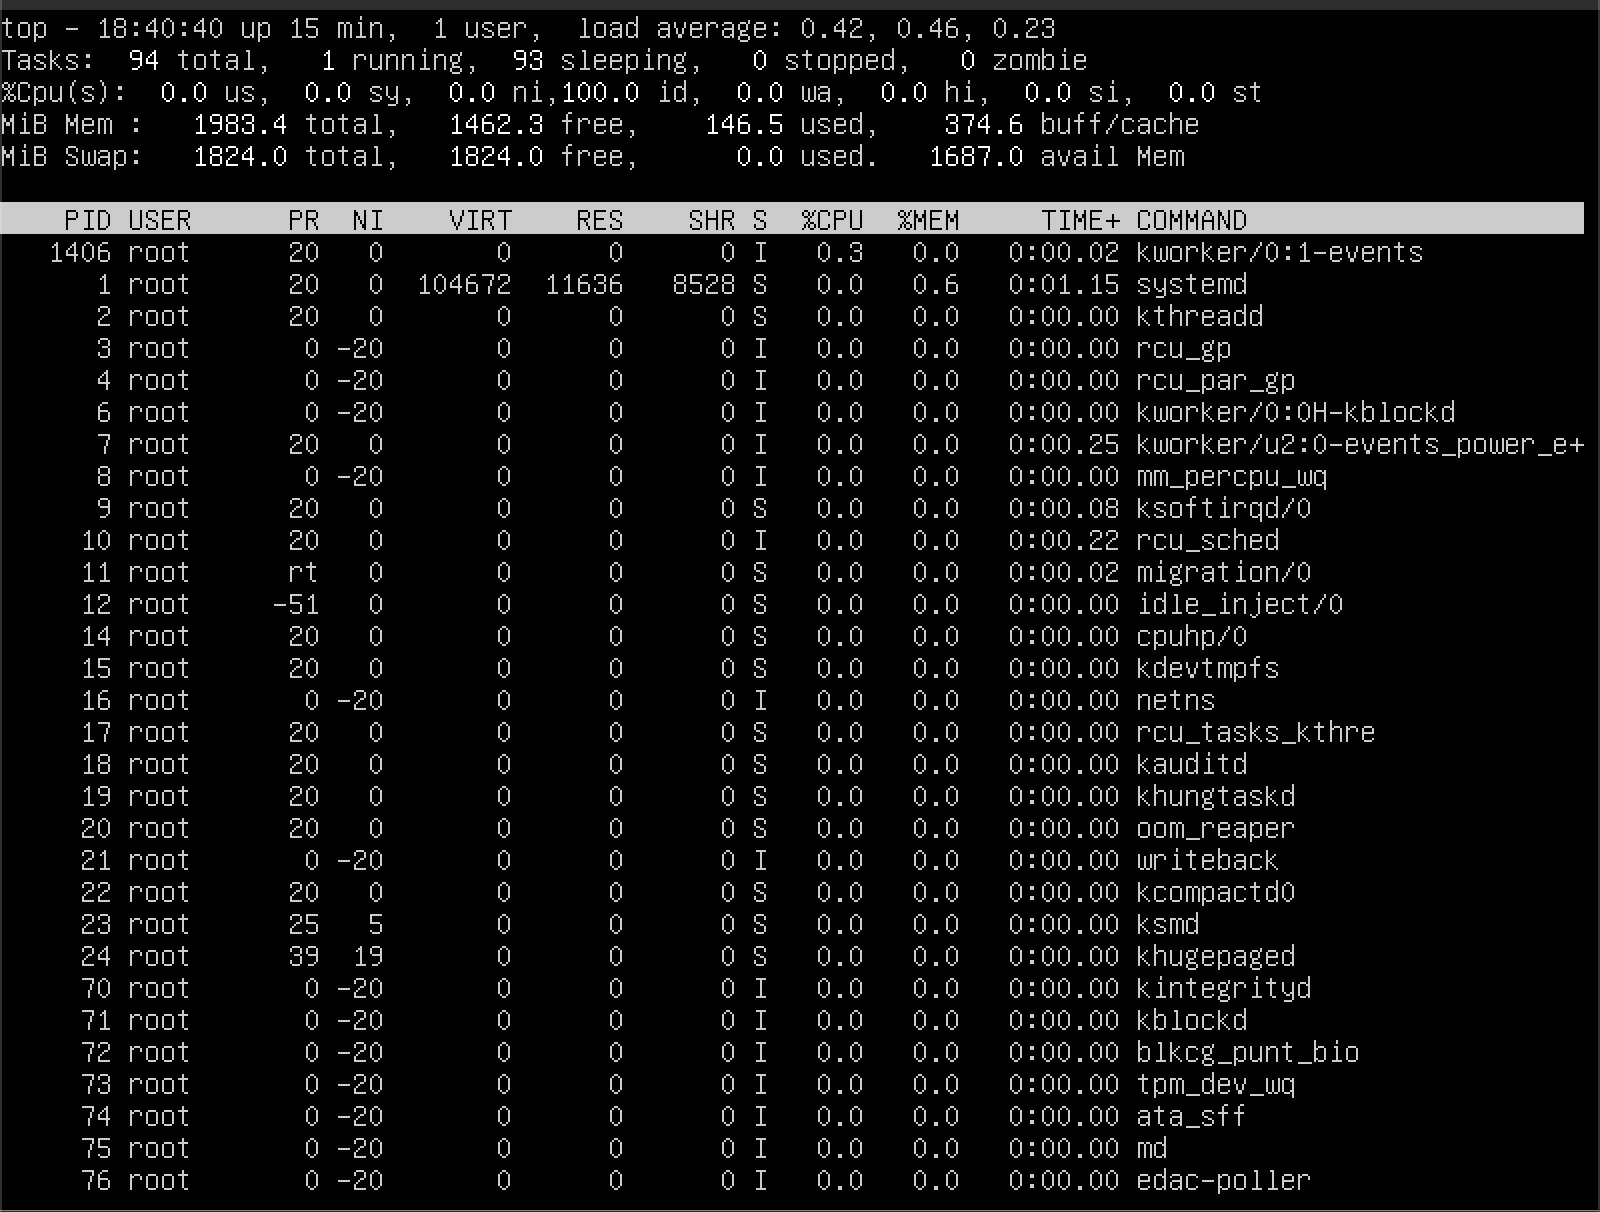 top - 18:40:40 up 15 min,  1 user,  load average: 0.42, 0.46, 0.23
Tasks:  94 total,   1 running,  93 sleeping,   0 stopped,   0 zombie
%Cpu(s):  0.0 us,  0.0 sy,  0.0 ni,100.0 id,  0.0 wa,  0.0 hi,  0.0 si,  0.0 st
MiB Mem :   1983.4 total,   1462.3 free,    146.5 used,    374.6 buff/cache
MiB Swap:   1824.0 total,   1824.0 free,      0.0 used.   1687.0 avail Mem
    PID USER      PR  NI    VIRT    RES    SHR S  %CPU  %MEM     TIME+ COMMAND
   1406 root      20   0       0      0      0 I   0.3   0.0   0:00.02 kworker/0:1-events
      1 root      20   0  104672  11636   8528 S   0.0   0.6   0:01.15 systemd
      2 root      20   0       0      0      0 S   0.0   0.0   0:00.00 kthreadd
      3 root       0 -20       0      0      0 I   0.0   0.0   0:00.00 rcu_gp
      4 root       0 -20       0      0      0 I   0.0   0.0   0:00.00 rcu_par_gp
      6 root       0 -20       0      0      0 I   0.0   0.0   0:00.00 kworker/0:0H-kblockd
      7 root      20   0       0      0      0 I   0.0   0.0   0:00.25 kworker/u2:0-events_power_e+
      8 root       0 -20       0      0      0 I   0.0   0.0   0:00.00 mm_percpu_wq
      9 root      20   0       0      0      0 S   0.0   0.0   0:00.08 ksoftirqd/0
     10 root      20   0       0      0      0 I   0.0   0.0   0:00.22 rcu_sched
     11 root      rt   0       0      0      0 S   0.0   0.0   0:00.02 migration/0
     12 root     -51   0       0      0      0 S   0.0   0.0   0:00.00 idle_inject/0
     14 root      20   0       0      0      0 S   0.0   0.0   0:00.00 cpuhp/0
     15 root      20   0       0      0      0 S   0.0   0.0   0:00.00 kdevtmpfs
     16 root       0 -20       0      0      0 I   0.0   0.0   0:00.00 netns
     17 root      20   0       0      0      0 S   0.0   0.0   0:00.00 rcu_tasks_kthre
     18 root      20   0       0      0      0 S   0.0   0.0   0:00.00 kauditd
     19 root      20   0       0      0      0 S   0.0   0.0   0:00.00 khungtaskd
     20 root      20   0       0      0      0 S   0.0   0.0   0:00.00 oom_reaper
     21 root       0 -20       0      0      0 I   0.0   0.0   0:00.00 writeback
     22 root      20   0       0      0      0 S   0.0   0.0   0:00.00 kcompactd0
     23 root      25   5       0      0      0 S   0.0   0.0   0:00.00 ksmd
     24 root      39  19       0      0      0 S   0.0   0.0   0:00.00 khugepaged
     70 root       0 -20       0      0      0 I   0.0   0.0   0:00.00 kintegrityd
     71 root       0 -20       0      0      0 I   0.0   0.0   0:00.00 kblockd
     72 root       0 -20       0      0      0 I   0.0   0.0   0:00.00 blkcg_punt_bio
     73 root       0 -20       0      0      0 I   0.0   0.0   0:00.00 tpm_dev_wq
     74 root       0 -20       0      0      0 I   0.0   0.0   0:00.00 ata_sff
     75 root       0 -20       0      0      0 I   0.0   0.0   0:00.00 md
     76 root       0 -20       0      0      0 I   0.0   0.0   0:00.00 edac-poller